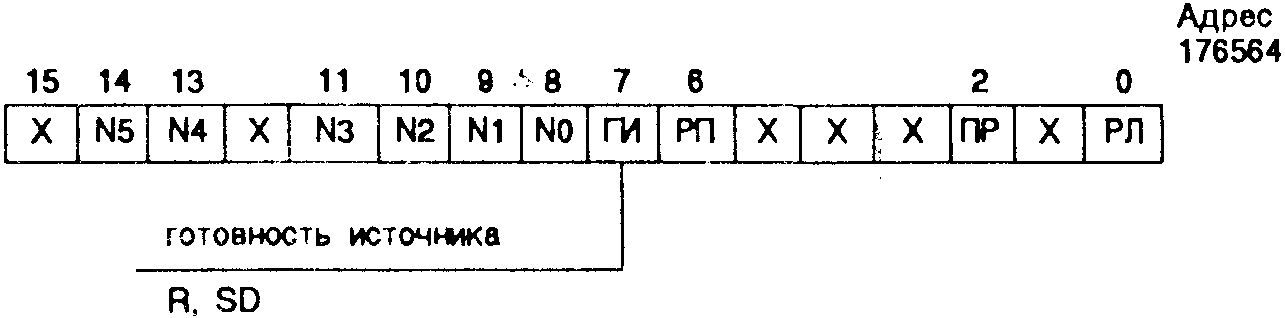 Адрес
176564
15 14 13 11 10 9 8 7 6 2 0
X N5 N4 X N3 N2 N1 N0 ГИ РП X X X ПР X РЛ
готовность источника
R, SD